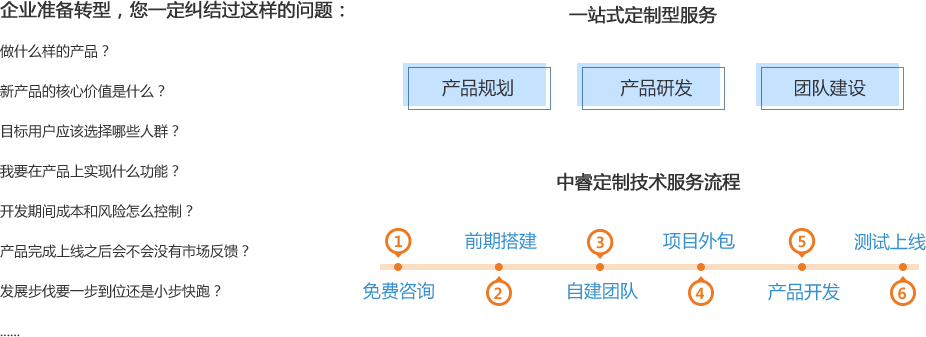 企业准备转型，您一定纠结过这样的问题：
做什么样的产品？
新产品的核心价值是什么？
目标用户应该选择哪些人群？
我要在产品上实现什么功能？
开发期间成本和风险怎么控制？
产品完成上线之后会不会没有市场反馈？
发展步伐要一步到位还是小步快跑？
......
一站式定制型服务
产品规划
产品研发
团队建设
中睿定制技术服务流程
1
免费咨询
前期搭建
2
3
自建团队
项目外包
4
5
产品开发
测试上线
6